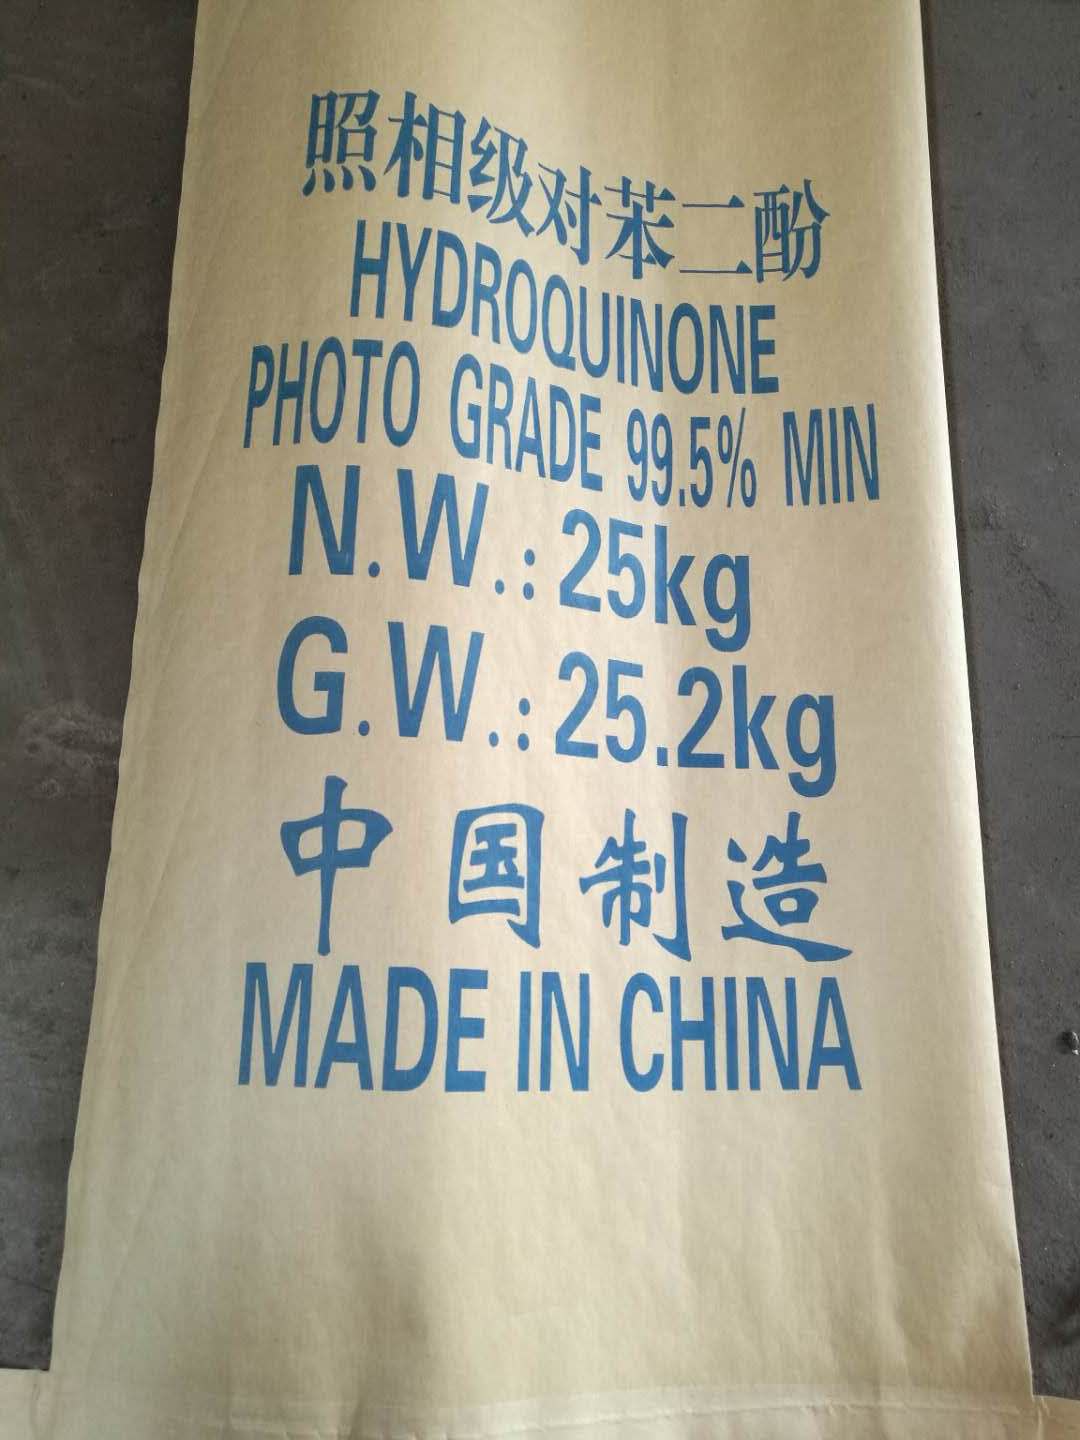 照相级对苯二酚
HYDROQUINONE
PHOTO GRADE 99.5% MIN
N.W.:25kg
G.W.:25.2kg
中国制造
MADE IN CHINA